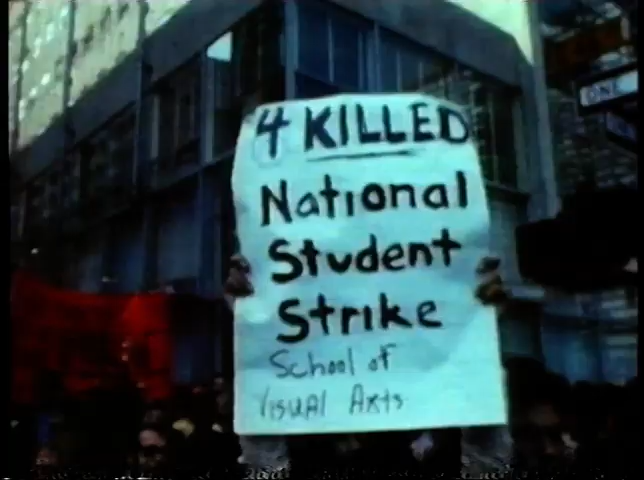 4 KILLED
National
Student
Strike
School of
Visual Arts
ONE